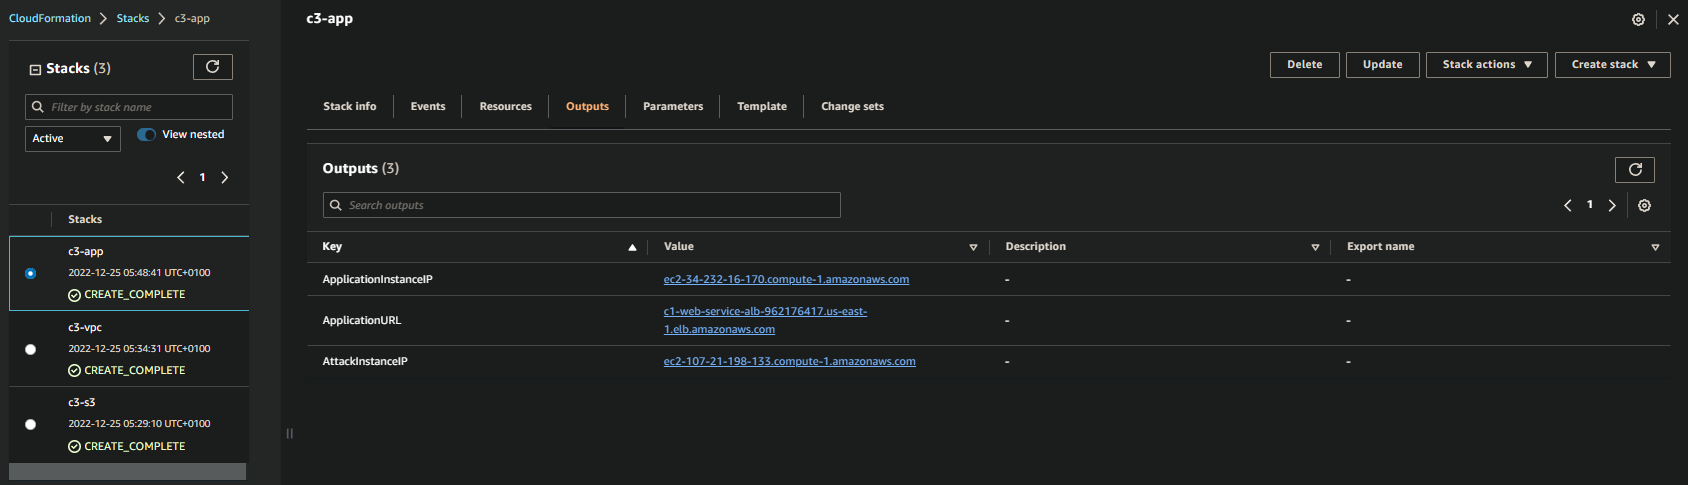 CloudFormation > Stacks > c3-app
Stacks (3)
Filter by stack name
Active
View nested
1
Stacks
c3-app
2022-12-25 05:48:41 UTC+0100
CREATE_COMPLETE
c3-vpc
2022-12-25 05:34:31 UTC+0100
CREATE_COMPLETE
c3-s3
2022-12-25 05:29:10 UTC+0100
CREATE_COMPLETE
c3-app
Delete Update Stack actions Create stack
Stack info Events Resources Outputs Parameters Template Change sets
Outputs (3)
Search outputs
1
Key Value Description Export name
ApplicationInstanceIP ec2-34-232-16-170.compute-1.amazonaws.com - -
ApplicationURL c1-web-service-alb-962176417.us-east-
1.elb.amazonaws.com - -
AttackInstanceIP ec2-107-21-198-133.compute-1.amazonaws.com - -